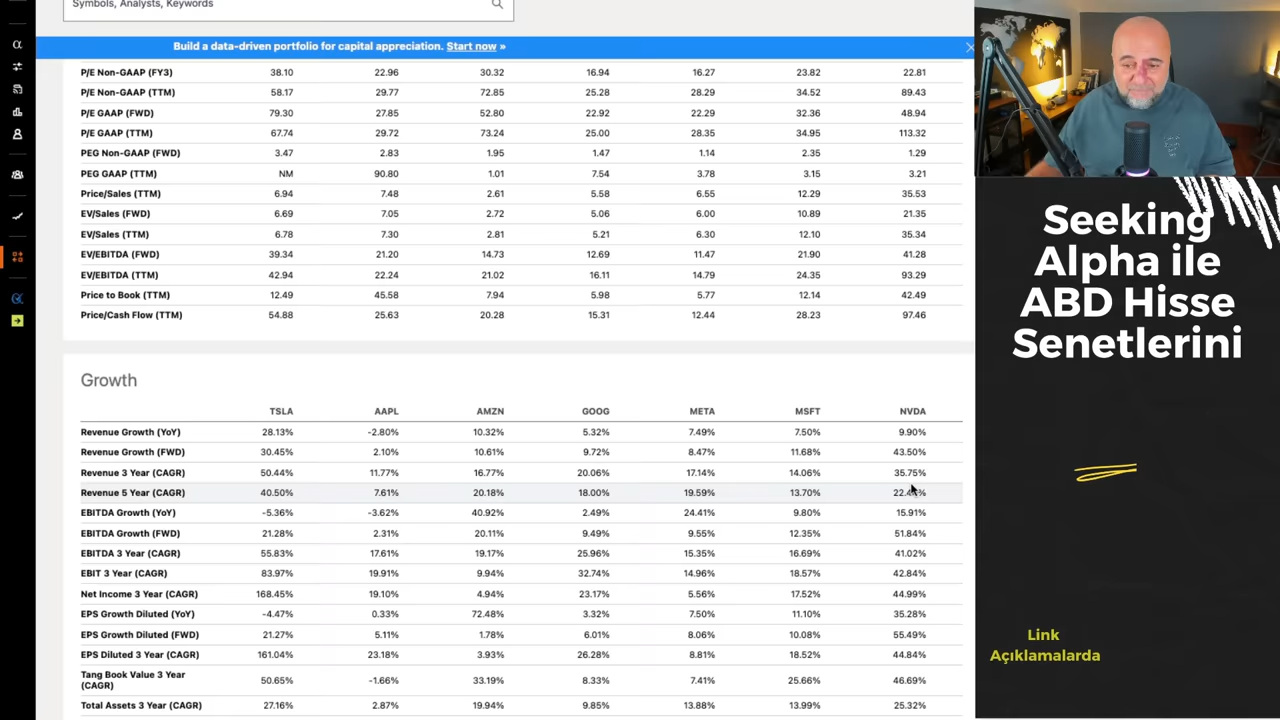 Symbols, Analysts, Keywords
Build a data-driven portfolio for capital appreciation. Start now »
P/E Non-GAAP (FY3) 38.10 22.96 30.32 16.94 16.27 23.82 22.81
P/E Non-GAAP (TTM) 58.17 29.77 72.85 25.28 28.29 34.52 89.43
P/E GAAP (FWD) 79.30 27.85 52.80 22.92 22.29 32.36 48.94
P/E GAAP (TTM) 67.74 29.72 73.24 25.00 28.35 34.95 113.32
PEG Non-GAAP (FWD) 3.47 2.83 1.95 1.47 1.14 2.35 1.29
PEG GAAP (TTM) NM 90.80 1.01 7.54 3.78 3.15 3.21
Price/Sales (TTM) 6.94 7.48 2.61 5.58 6.55 12.29 35.53
EV/Sales (FWD) 6.69 7.05 2.72 5.06 6.00 10.89 21.35
EV/Sales (TTM) 6.78 7.30 2.81 5.21 6.30 12.10 35.34
EV/EBITDA (FWD) 39.34 21.20 14.73 12.69 11.47 21.90 41.28
EV/EBITDA (TTM) 42.94 22.24 21.02 16.11 14.79 24.35 93.29
Price to Book (TTM) 12.49 45.58 7.94 5.98 5.77 12.14 42.49
Price/Cash Flow (TTM) 54.88 25.63 20.28 15.31 12.44 28.23 97.46
Growth
TSLA AAPL AMZN GOOG META MSFT NVDA
Revenue Growth (YoY) 28.13% -2.80% 10.32% 5.32% 7.49% 7.50% 9.90%
Revenue Growth (FWD) 30.45% 2.10% 10.61% 9.72% 8.47% 11.68% 43.50%
Revenue 3 Year (CAGR) 50.44% 11.77% 16.77% 20.06% 17.14% 14.06% 35.75%
Revenue 5 Year (CAGR) 40.50% 7.61% 20.18% 18.00% 19.59% 13.70%
EBITDA Growth (YoY) -5.36% -3.62% 40.92% 2.49% 24.41% 9.80% 15.91%
EBITDA Growth (FWD) 21.28% 2.31% 20.11% 9.49% 9.55% 12.35% 51.84%
EBITDA 3 Year (CAGR) 55.83% 17.61% 19.17% 25.96% 15.35% 16.69% 41.02%
EBIT 3 Year (CAGR) 83.97% 19.91% 9.94% 32.74% 14.96% 18.57% 42.84%
Net Income 3 Year (CAGR) 168.45% 19.10% 4.94% 23.17% 5.56% 17.52% 44.99%
EPS Growth Diluted (YoY) -4.47% 0.33% 72.48% 3.32% 7.50% 11.10% 35.28%
EPS Growth Diluted (FWD) 21.27% 5.11% 1.78% 6.01% 8.06% 10.08% 55.49%
EPS Diluted 3 Year (CAGR) 161.04% 23.18% 3.93% 26.28% 8.81% 18.52% 44.84%
Tang Book Value 3 Year
(CAGR) 50.65% -1.66% 33.19% 8.33% 7.41% 25.66% 46.69%
Total Assets 3 Year (CAGR) 27.16% 2.87% 19.94% 9.85% 13.88% 13.99% 25.32%
Seeking
Alpha ile
ABD Hisse
Senetlerini
Link
Açıklamalarda